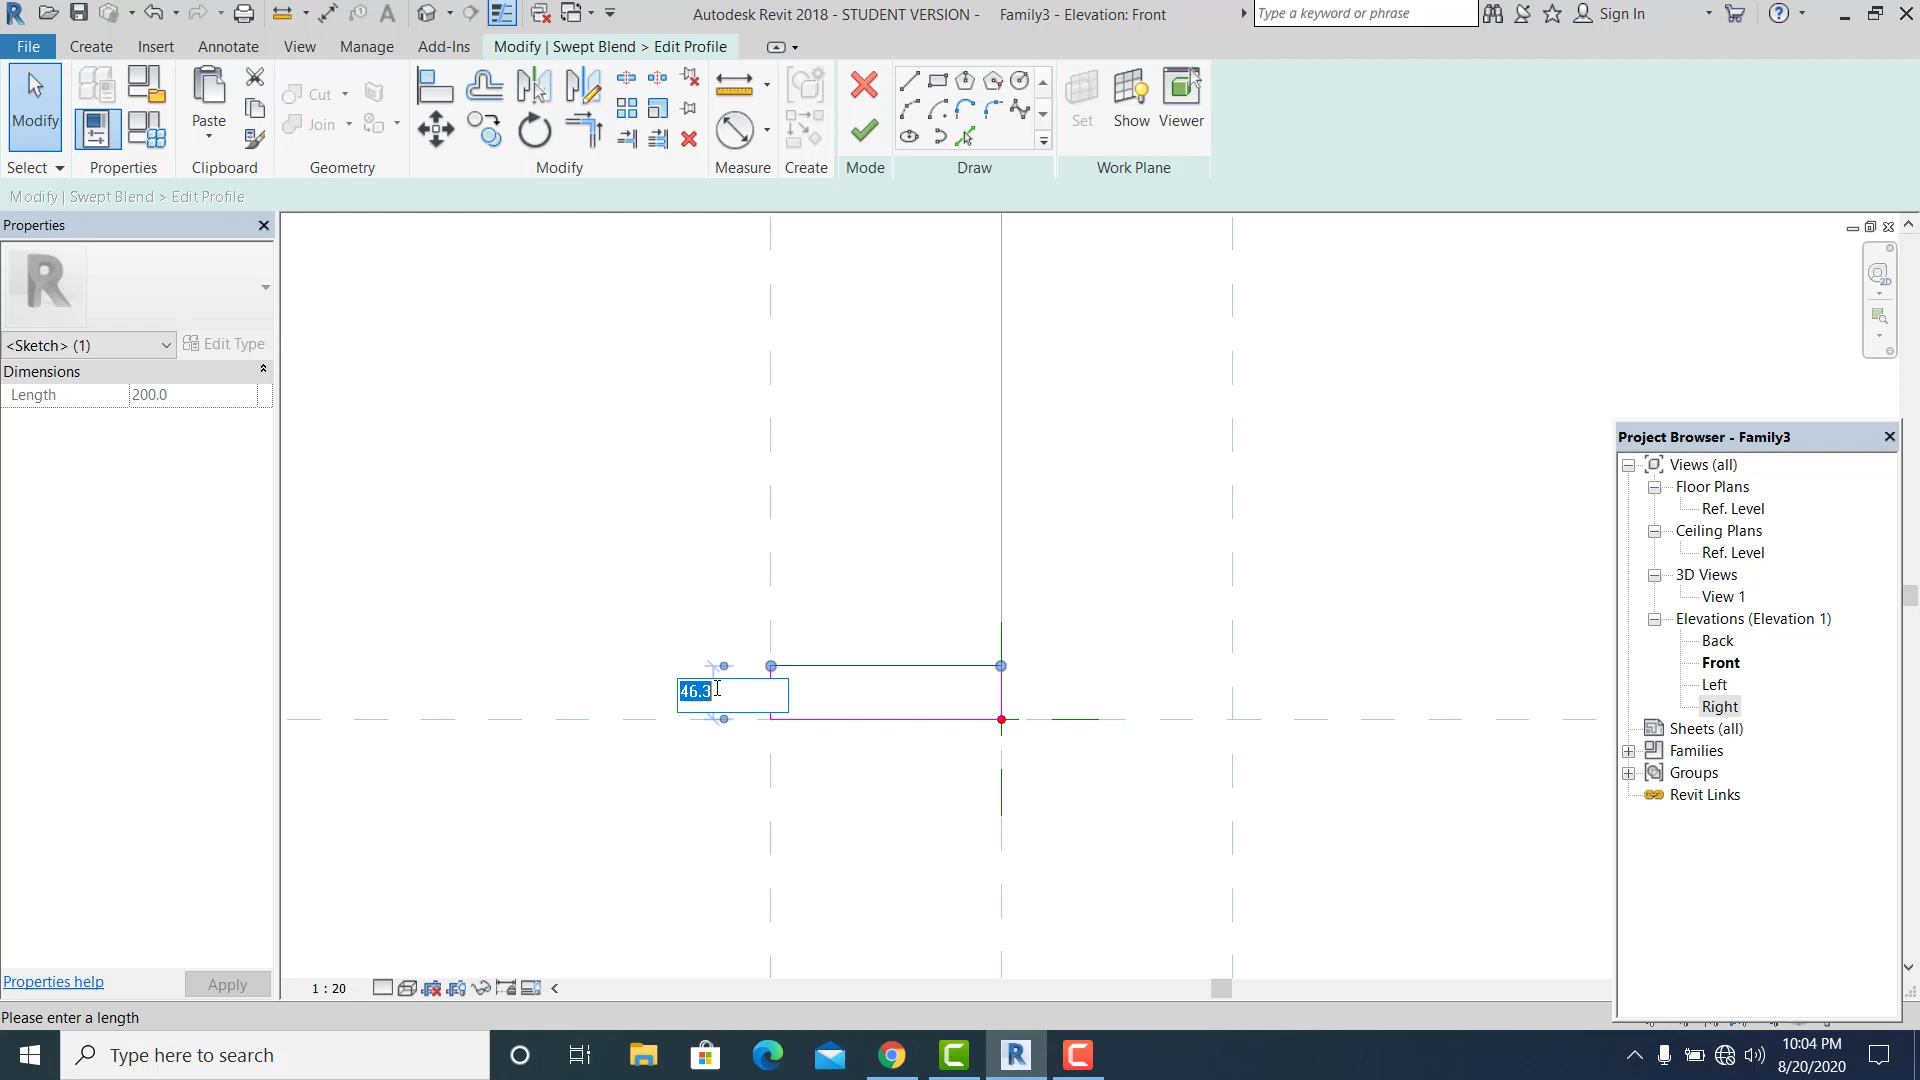 Autodesk Revit 2018 - STUDENT VERSION - Family3 - Elevation: Front
Type a keyword or phrase
Sign In
File Create Insert Annotate View Manage Add-Ins Modify | Swept Blend > Edit Profile
Modify Paste Cut Join Set Show Viewer
Select Properties Clipboard Geometry Modify Measure Create Mode Draw Work Plane
Modify | Swept Blend > Edit Profile
Properties
<Sketch> (1) Edit Type
Dimensions
Length 200.0
46.3
2D
Project Browser - Family3
Views (all)
Floor Plans
Ref. Level
Ceiling Plans
Ref. Level
3D Views
View 1
Elevations (Elevation 1)
Back
Front
Left
Right
Sheets (all)
Families
Groups
Revit Links
Properties help Apply
1 : 20
Please enter a length
Type here to search
10:04 PM
8/20/2020